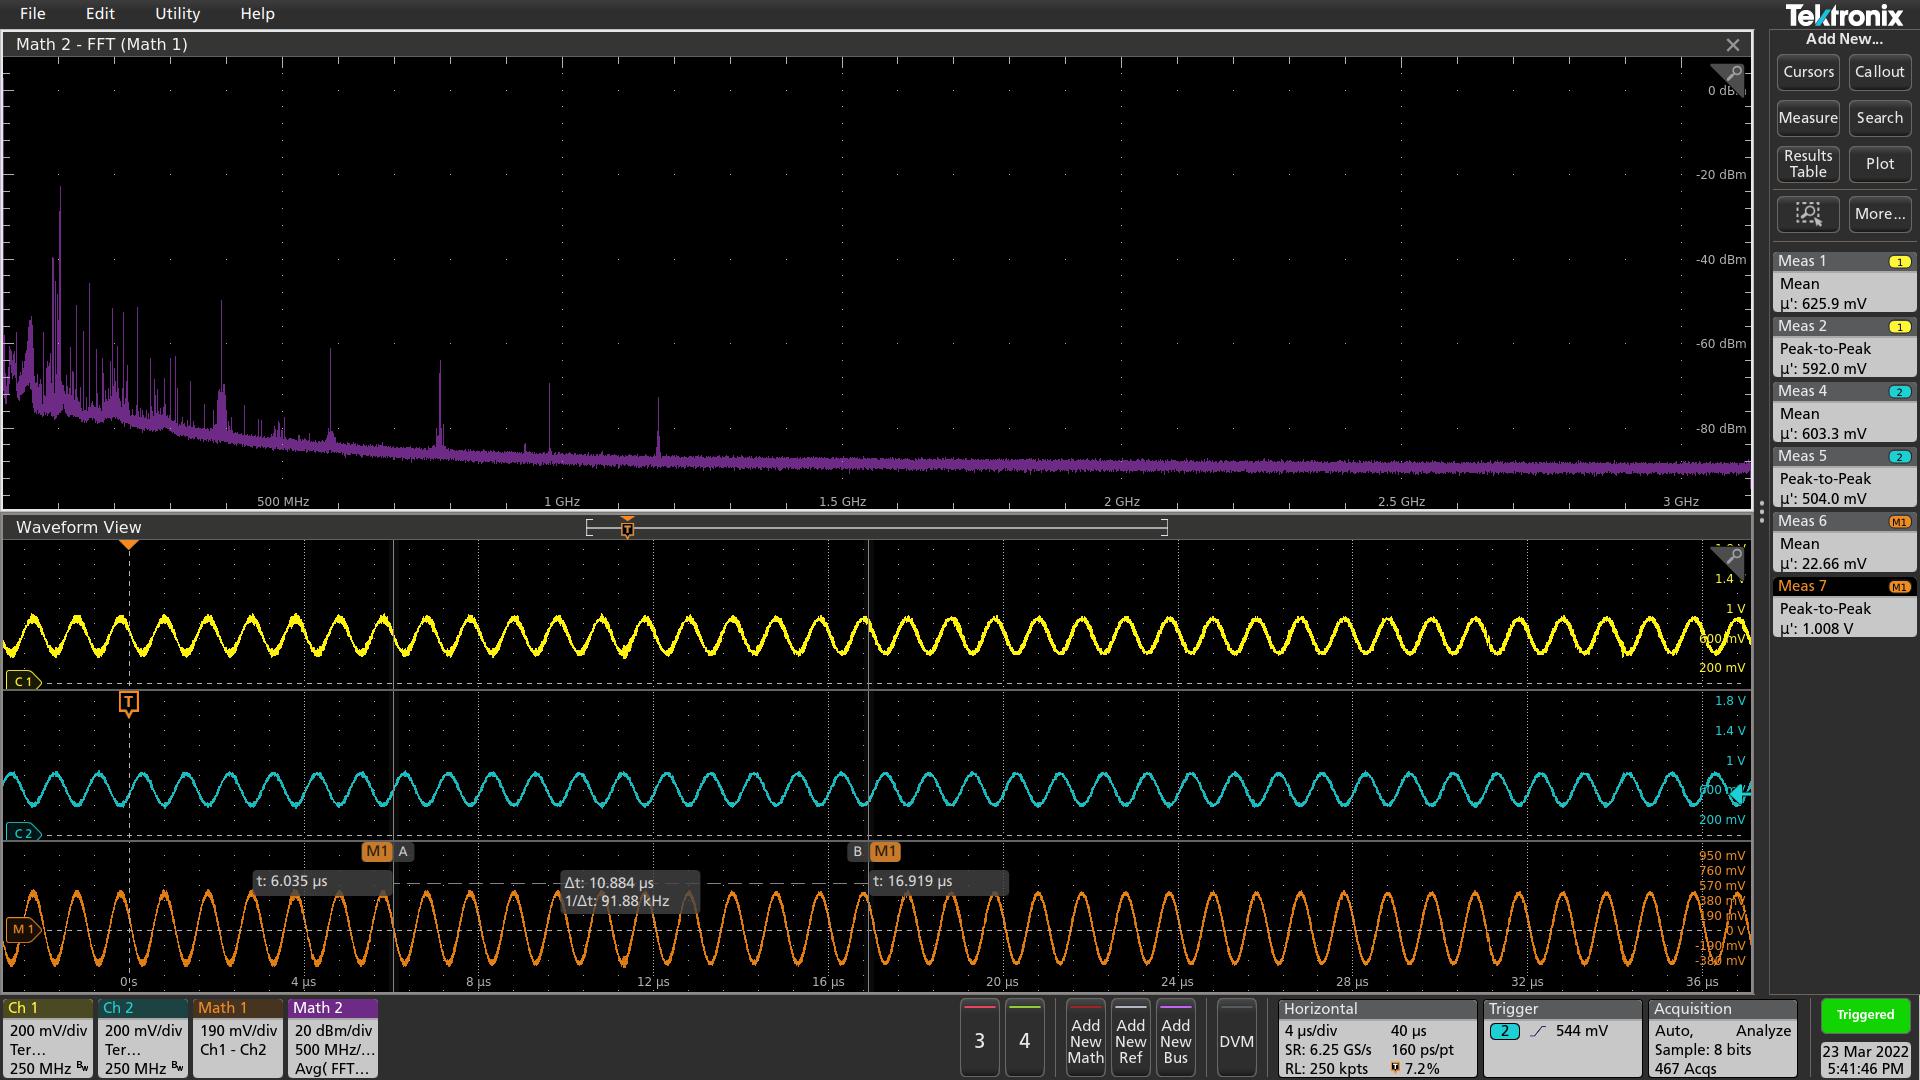 File Edit Utility Help
Tektronix
Math 2 - FFT (Math 1)
Add New...
Cursors Callout
Measure Search
Results Table Plot
More...
0 dBm
-20 dBm
-40 dBm
-60 dBm
-80 dBm
500 MHz 1 GHz 1.5 GHz 2 GHz 2.5 GHz 3 GHz
Meas 1 1
Mean
µ': 625.9 mV
Meas 2 1
Peak-to-Peak
µ': 592.0 mV
Meas 4 2
Mean
µ': 603.3 mV
Meas 5 2
Peak-to-Peak
µ': 504.0 mV
Meas 6 M1
Mean
µ': 22.66 mV
Meas 7 M1
Peak-to-Peak
µ': 1.008 V
Waveform View
T
1.4 V
1 V
600 mV
200 mV
C 1
T
1.8 V
1.4 V
1 V
600 mV
200 mV
C 2
M1 A B M1
t: 6.035 µs
Δt: 10.884 µs
1/Δt: 91.88 kHz
t: 16.919 µs
950 mV
760 mV
570 mV
380 mV
190 mV
0 V
-190 mV
-380 mV
M 1
0 s 4 µs 8 µs 12 µs 16 µs 20 µs 24 µs 28 µs 32 µs 36 µs
Ch 1
200 mV/div
Ter...
250 MHz Bw
Ch 2
200 mV/div
Ter...
250 MHz Bw
Math 1
190 mV/div
Ch1 - Ch2
Math 2
20 dBm/div
500 MHz/...
Avg( FFT...
3
4
Add New Math
Add New Ref
Add New Bus
DVM
Horizontal
4 µs/div 40 µs
SR: 6.25 GS/s 160 ps/pt
RL: 250 kpts T 7.2%
Trigger
2 544 mV
Acquisition
Auto, Analyze
Sample: 8 bits
467 Acqs
Triggered
23 Mar 2022
5:41:46 PM